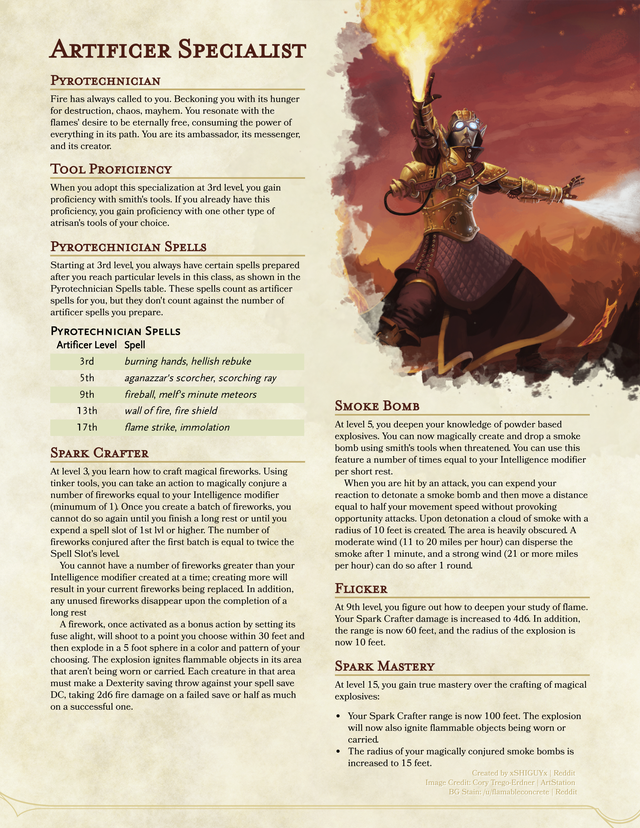 Artificer Specialist
Pyrotechnician
Fire has always called to you. Beckoning you with its hunger
for destruction, chaos, mayhem. You resonate with the
flames' desire to be eternally free, consuming the power of
everything in its path. You are its ambassador, its messenger,
and its creator.
Tool Proficiency
When you adopt this specialization at 3rd level, you gain
proficiency with smith's tools. If you already have this
proficiency, you gain proficiency with one other type of
atrisan's tools of your choice.
Pyrotechnician Spells
Starting at 3rd level, you always have certain spells prepared
after you reach particular levels in this class, as shown in the
Pyrotechnician Spells table. These spells count as artificer
spells for you, but they don't count against the number of
artificer spells you prepare.
Pyrotechnician Spells
Artificer Level Spell
3rd burning hands, hellish rebuke
5th aganazzar's scorcher, scorching ray
9th fireball, melf's minute meteors
13th wall of fire, fire shield
17th flame strike, immolation
Spark Crafter
At level 3, you learn how to craft magical fireworks. Using
tinker tools, you can take an action to magically conjure a
number of fireworks equal to your Intelligence modifier
(minumum of 1). Once you create a batch of fireworks, you
cannot do so again until you finish a long rest or until you
expend a spell slot of 1st lvl or higher. The number of
fireworks conjured after the first batch is equal to twice the
Spell Slot's level.
You cannot have a number of fireworks greater than your
Intelligence modifier created at a time; creating more will
result in your current fireworks being replaced. In addition,
any unused fireworks disappear upon the completion of a
long rest
A firework, once activated as a bonus action by setting its
fuse alight, will shoot to a point you choose within 30 feet and
then explode in a 5 foot sphere in a color and pattern of your
choosing. The explosion ignites flammable objects in its area
that aren't being worn or carried. Each creature in that area
must make a Dexterity saving throw against your spell save
DC, taking 2d6 fire damage on a failed save or half as much
on a successful one.
Smoke Bomb
At level 5, you deepen your knowledge of powder based
explosives. You can now magically create and drop a smoke
bomb using smith's tools when threatened. You can use this
feature a number of times equal to your Intelligence modifier
per short rest.
When you are hit by an attack, you can expend your
reaction to detonate a smoke bomb and then move a distance
equal to half your movement speed without provoking
opportunity attacks. Upon detonation a cloud of smoke with a
radius of 10 feet is created. The area is heavily obscured. A
moderate wind (11 to 20 miles per hour) can disperse the
smoke after 1 minute, and a strong wind (21 or more miles
per hour) can do so after 1 round.
Flicker
At 9th level, you figure out how to deepen your study of flame.
Your Spark Crafter damage is increased to 4d6. In addition,
the range is now 60 feet, and the radius of the explosion is
now 10 feet.
Spark Mastery
At level 15, you gain true mastery over the crafting of magical
explosives:
• Your Spark Crafter range is now 100 feet. The explosion
will now also ignite flammable objects being worn or
carried.
• The radius of your magically conjured smoke bombs is
increased to 15 feet.
Created by xSHIGUYx | Reddit
Image Credit: Cory Trego-Erdner | ArtStation
BG Stain: /u/flamableconcrete | Reddit